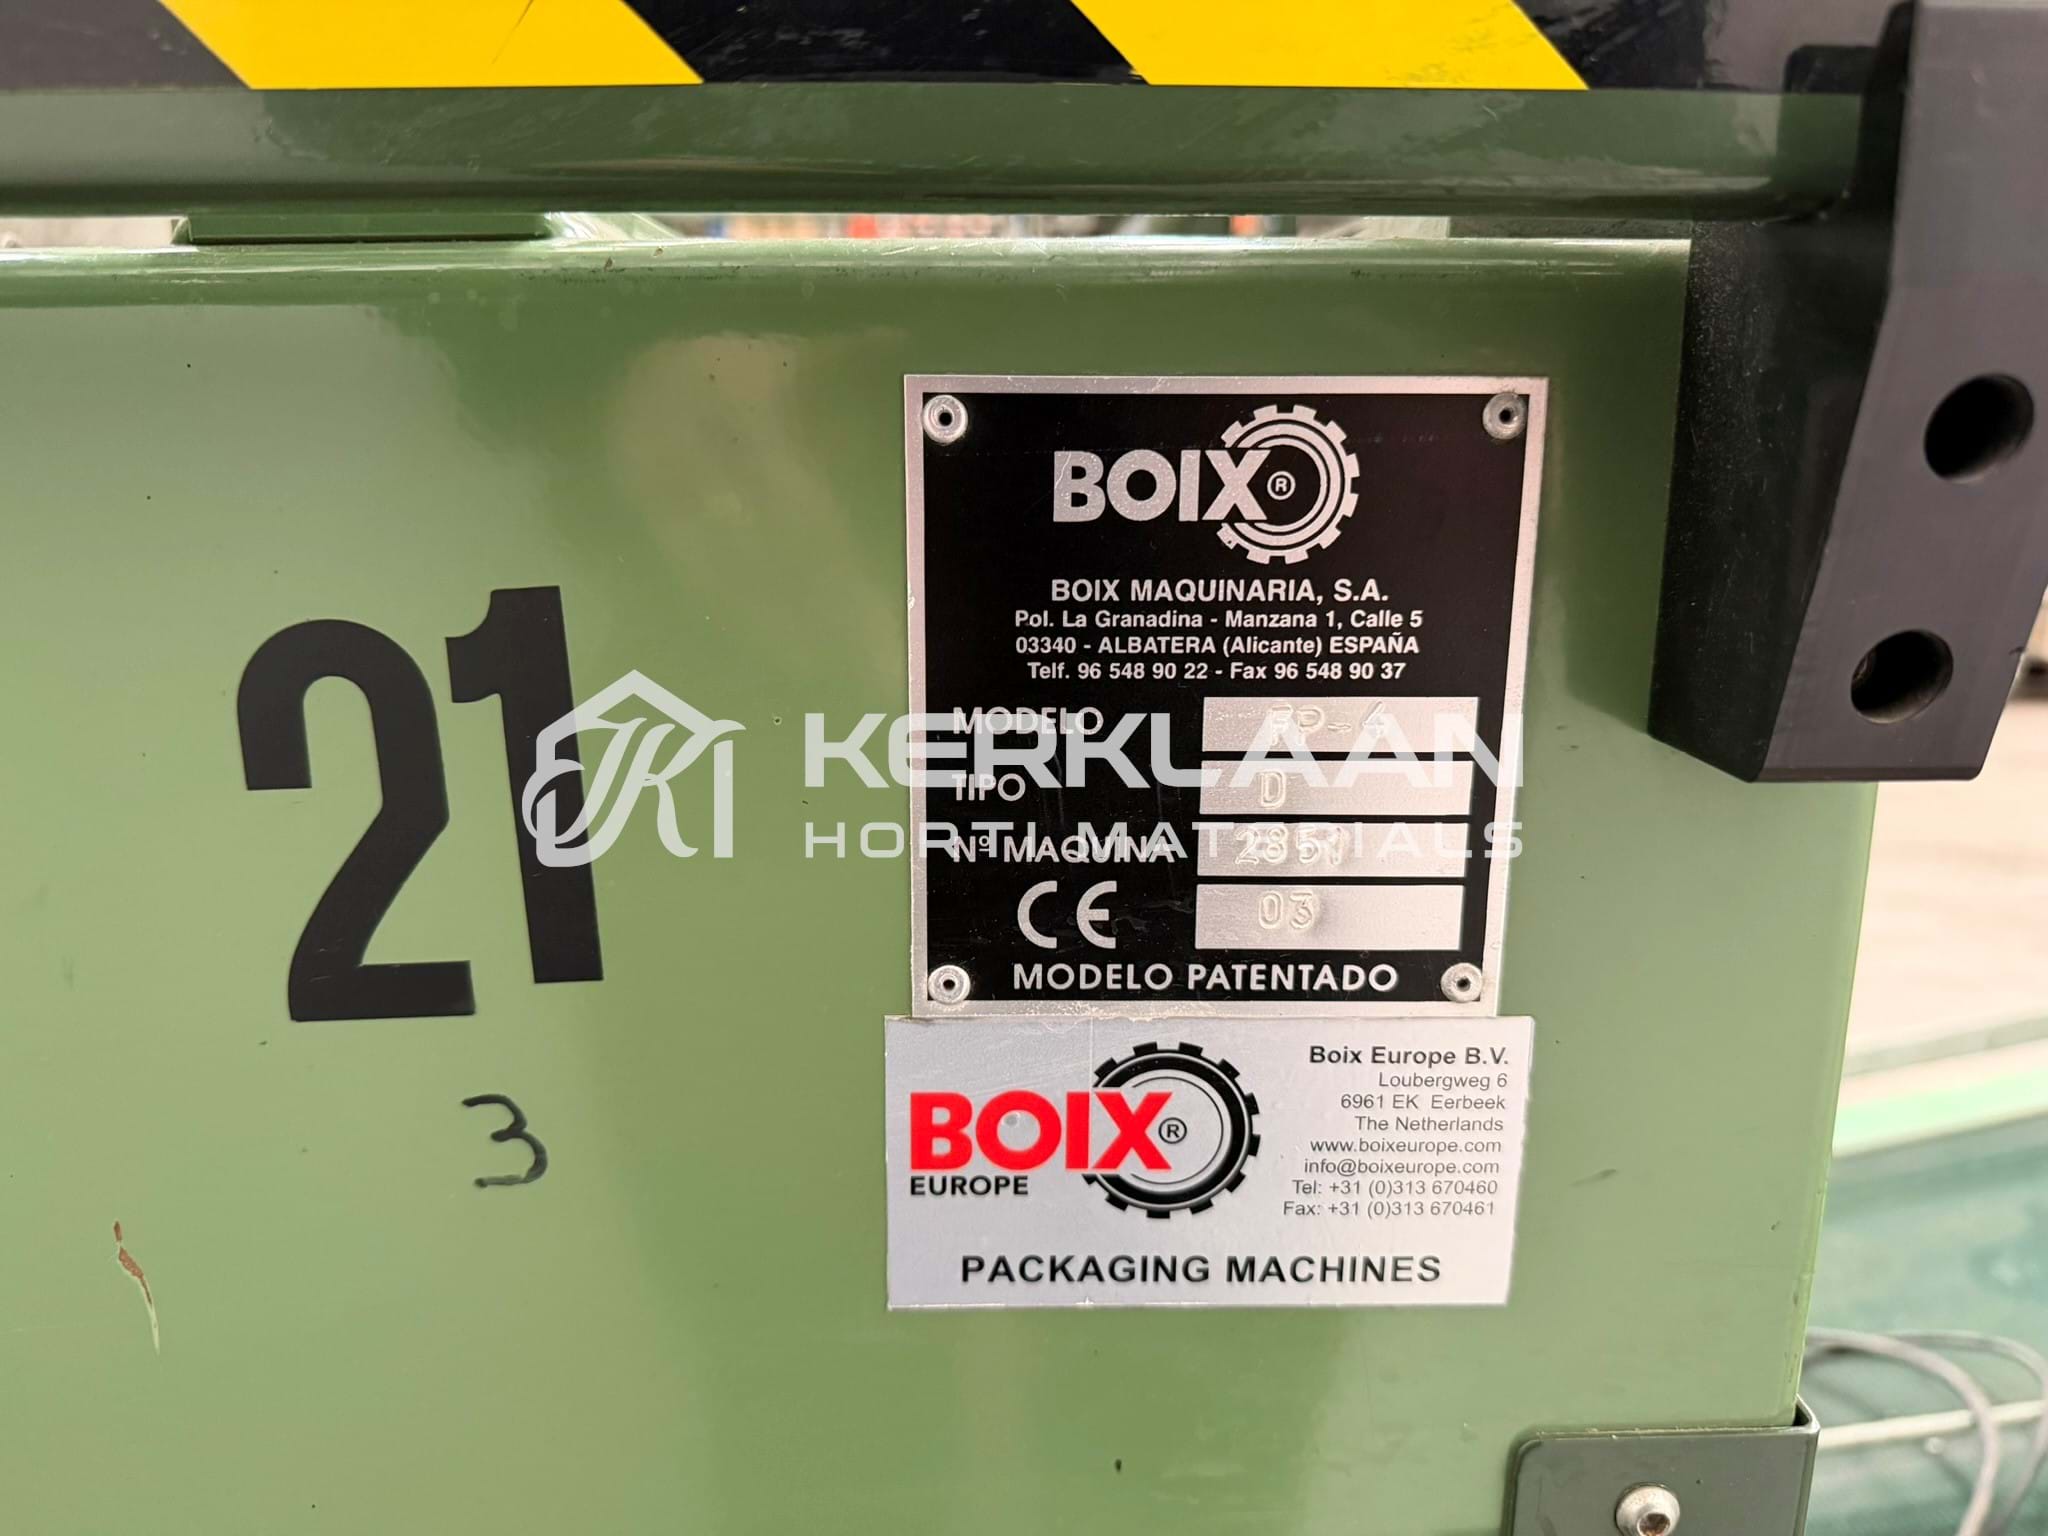 21
3
BOIX®
BOIX MAQUINARIA, S.A.
Pol. La Granadina - Manzana 1, Calle 5
03340 - ALBATERA (Alicante) ESPAÑA
Telf. 96 548 90 22 - Fax 96 548 90 37
MODELO
TIPO D
Nº MAQUINA 2851
CE 03
MODELO PATENTADO
KERKLAAN
HORTI MATERIALS
BOIX®
EUROPE
Boix Europe B.V.
Loubergweg 6
6961 EK Eerbeek
The Netherlands
www.boixeurope.com
info@boixeurope.com
Tel: +31 (0)313 670460
Fax: +31 (0)313 670461
PACKAGING MACHINES